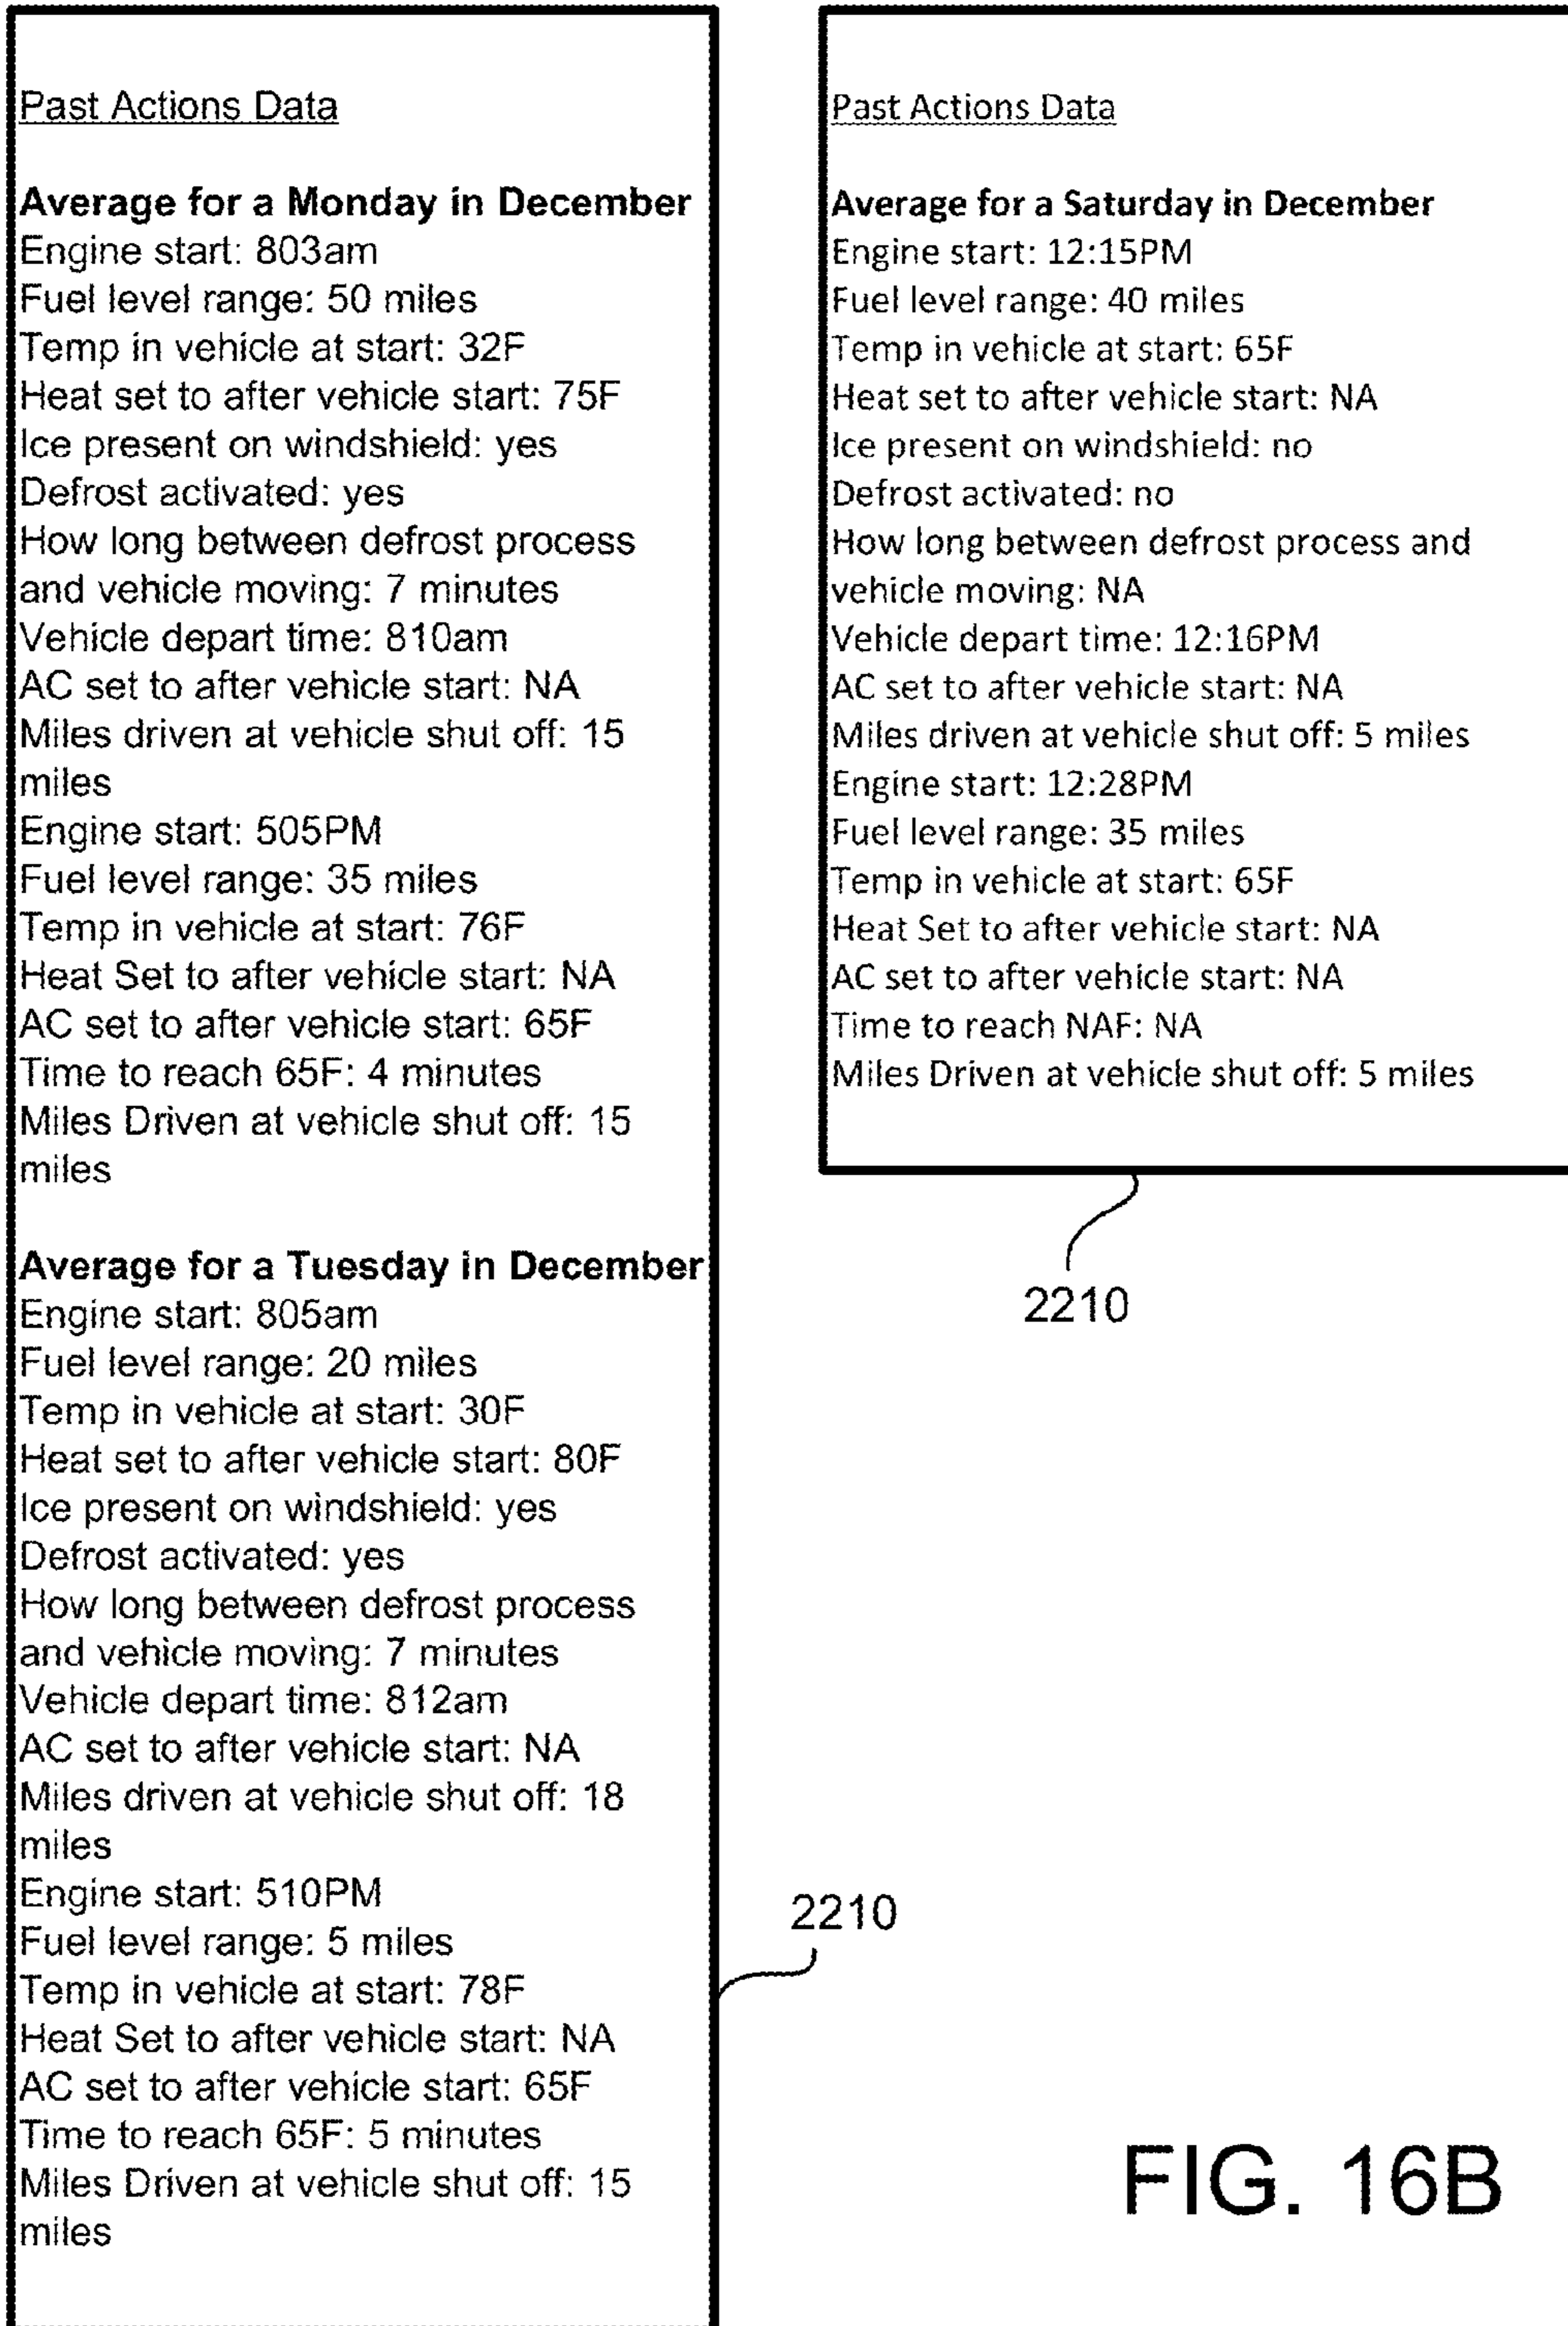 Past Actions Data
Average for a Monday in December
Engine start: 803am
Fuel level range: 50 miles
Temp in vehicle at start: 32F
Heat set to after vehicle start: 75F
Ice present on windshield: yes
Defrost activated: yes
How long between defrost process
and vehicle moving: 7 minutes
Vehicle depart time: 810am
AC set to after vehicle start: NA
Miles driven at vehicle shut off: 15
miles
Engine start: 505PM
Fuel level range: 35 miles
Temp in vehicle at start: 76F
Heat Set to after vehicle start: NA
AC set to after vehicle start: 65F
Time to reach 65F: 4 minutes
Miles Driven at vehicle shut off: 15
miles
Average for a Tuesday in December
Engine start: 805am
Fuel level range: 20 miles
Temp in vehicle at start: 30F
Heat set to after vehicle start: 80F
Ice present on windshield: yes
Defrost activated: yes
How long between defrost process
and vehicle moving: 7 minutes
Vehicle depart time: 812am
AC set to after vehicle start: NA
Miles driven at vehicle shut off: 18
miles
Engine start: 510PM
Fuel level range: 5 miles
Temp in vehicle at start: 78F
Heat Set to after vehicle start: NA
AC set to after vehicle start: 65F
Time to reach 65F: 5 minutes
Miles Driven at vehicle shut off: 15
miles
2210
Past Actions Data
Average for a Saturday in December
Engine start: 12:15PM
Fuel level range: 40 miles
Temp in vehicle at start: 65F
Heat set to after vehicle start: NA
Ice present on windshield: no
Defrost activated: no
How long between defrost process and
vehicle moving: NA
Vehicle depart time: 12:16PM
AC set to after vehicle start: NA
Miles driven at vehicle shut off: 5 miles
Engine start: 12:28PM
Fuel level range: 35 miles
Temp in vehicle at start: 65F
Heat Set to after vehicle start: NA
AC set to after vehicle start: NA
Time to reach NAF: NA
Miles Driven at vehicle shut off: 5 miles
2210
FIG. 16B